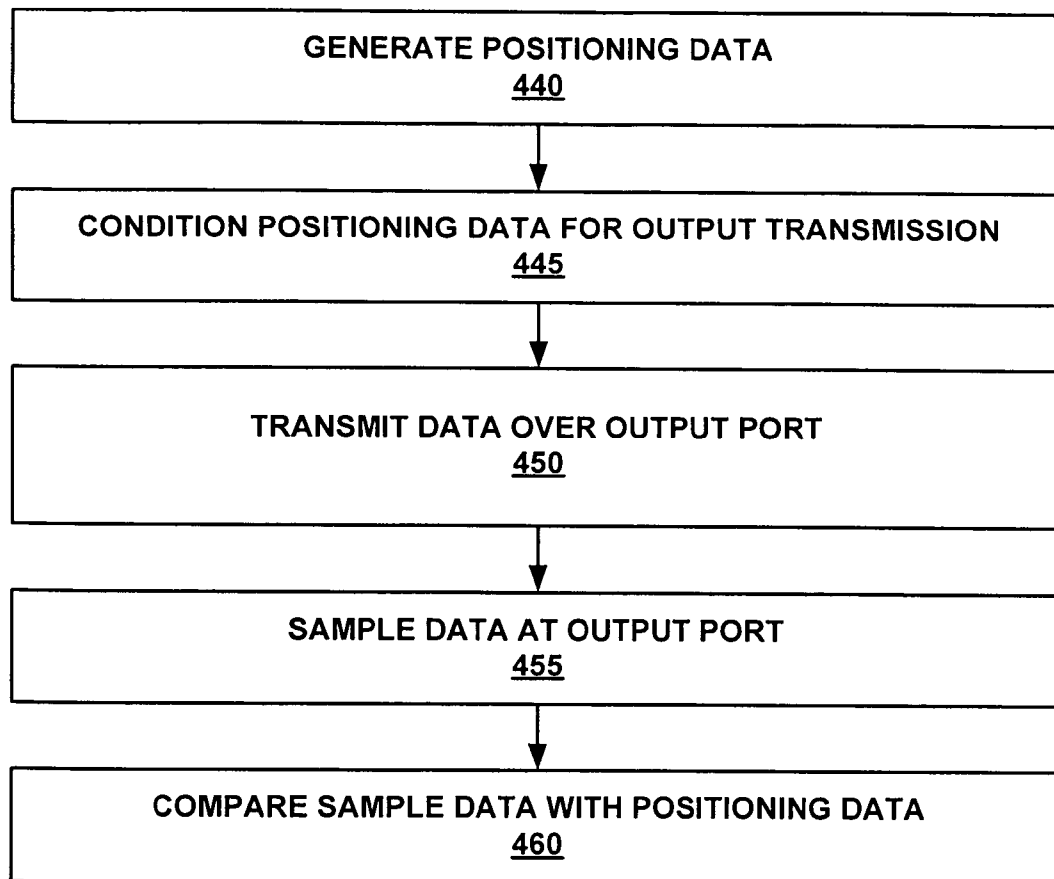 GENERATE POSITIONING DATA
440
CONDITION POSITIONING DATA FOR OUTPUT TRANSMISSION
445
TRANSMIT DATA OVER OUTPUT PORT
450
SAMPLE DATA AT OUTPUT PORT
455
COMPARE SAMPLE DATA WITH POSITIONING DATA
460